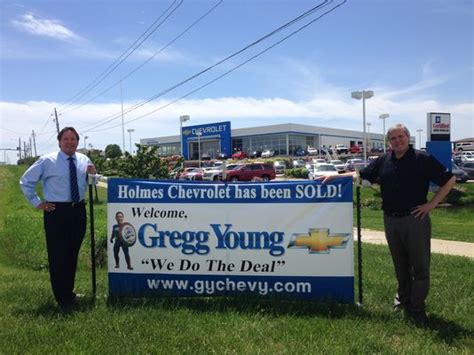 CHEVROLET
Holmes Chevrolet has been SOLD!
Welcome,
Gregg Young
"We Do The Deal"
www.gychevy.com